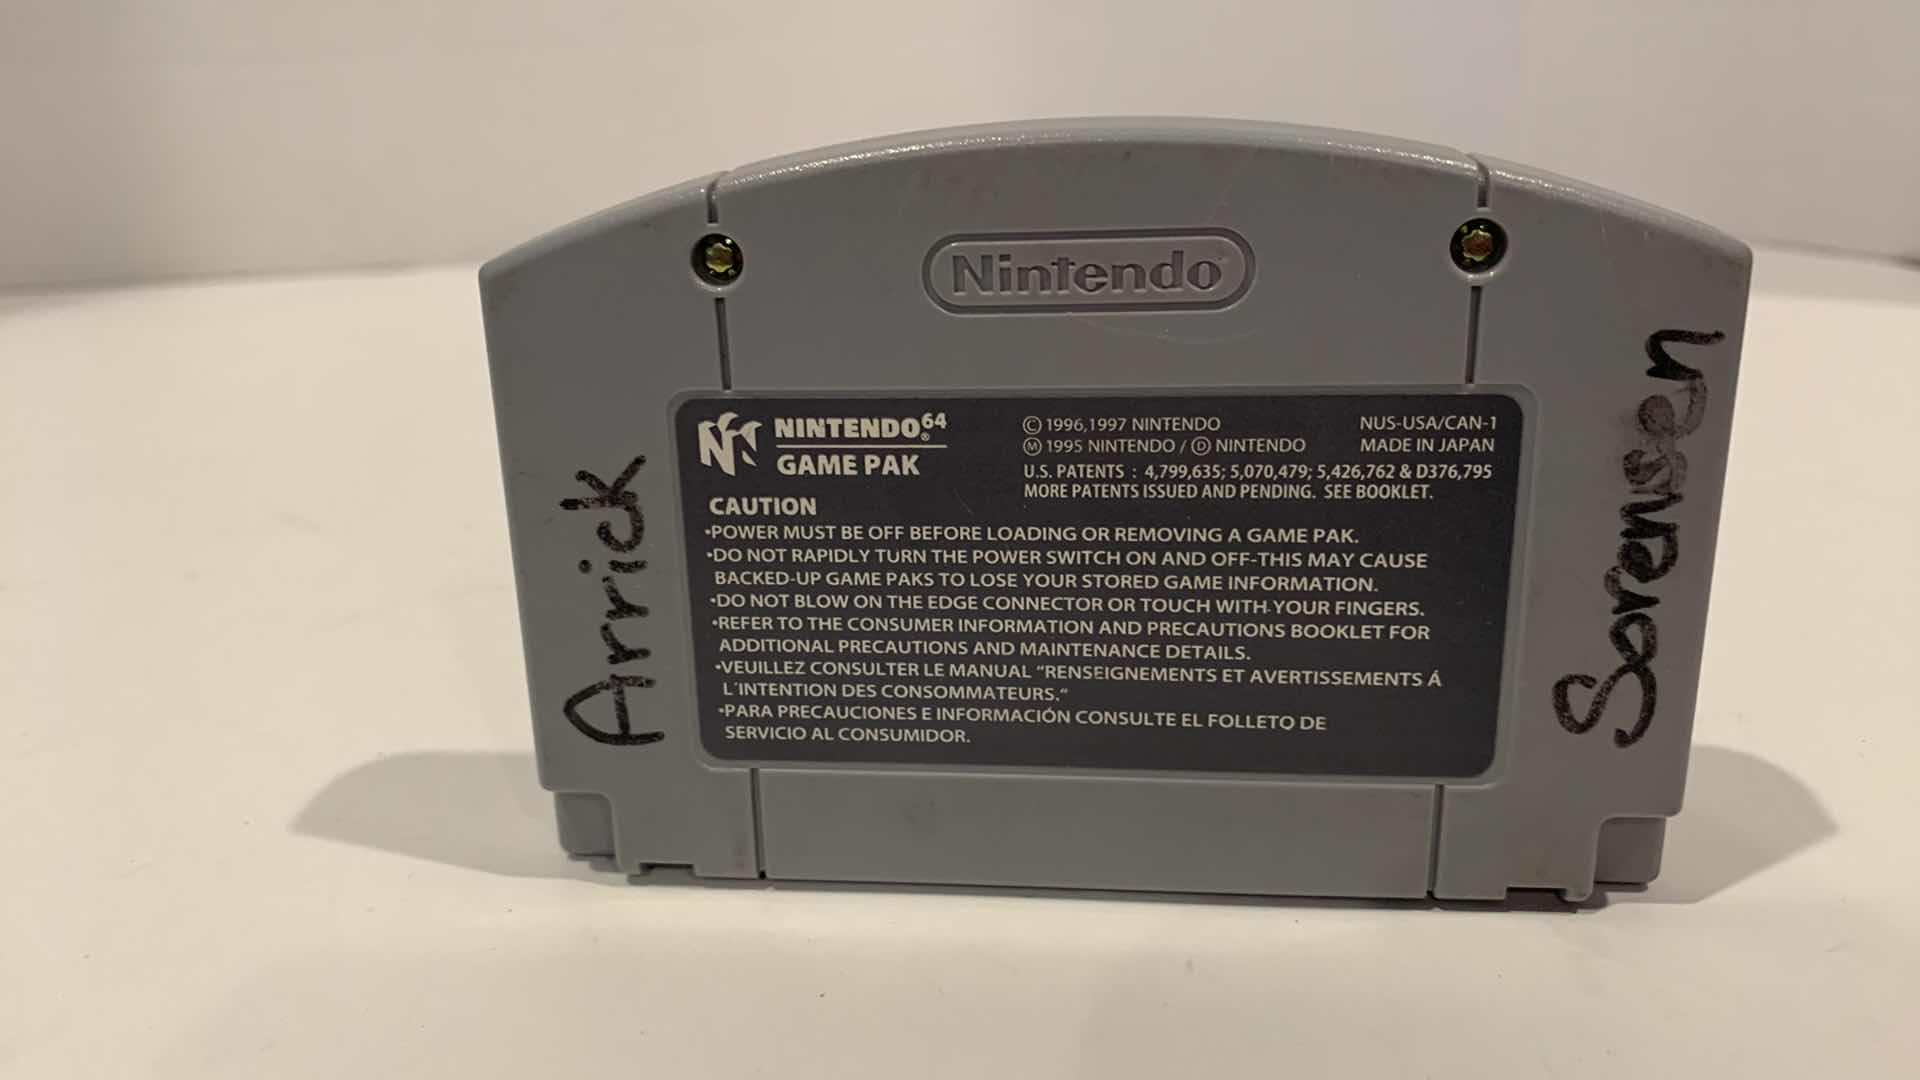 Nintendo
NINTENDO64®
GAME PAK
© 1996,1997 NINTENDO
Ⓜ 1995 NINTENDO / Ⓓ NINTENDO
NUS-USA/CAN-1
MADE IN JAPAN
U.S. PATENTS : 4,799,635; 5,070,479; 5,426,762 & D376,795
MORE PATENTS ISSUED AND PENDING. SEE BOOKLET.
CAUTION
•POWER MUST BE OFF BEFORE LOADING OR REMOVING A GAME PAK.
•DO NOT RAPIDLY TURN THE POWER SWITCH ON AND OFF-THIS MAY CAUSE
BACKED-UP GAME PAKS TO LOSE YOUR STORED GAME INFORMATION.
•DO NOT BLOW ON THE EDGE CONNECTOR OR TOUCH WITH YOUR FINGERS.
•REFER TO THE CONSUMER INFORMATION AND PRECAUTIONS BOOKLET FOR
ADDITIONAL PRECAUTIONS AND MAINTENANCE DETAILS.
•VEUILLEZ CONSULTER LE MANUAL “RENSEIGNEMENTS ET AVERTISSEMENTS Á
L'INTENTION DES CONSOMMATEURS.“
•PARA PRECAUCIONES E INFORMACIÓN CONSULTE EL FOLLETO DE
SERVICIO AL CONSUMIDOR.
Arrick
Sorensen